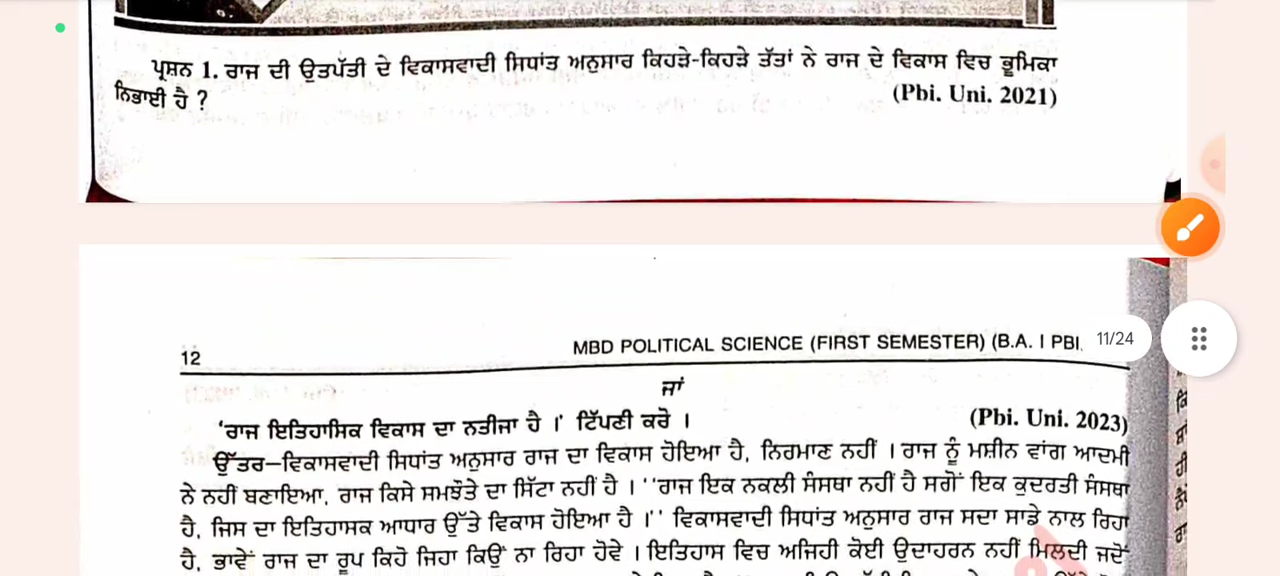 ਪ੍ਰਸ਼ਨ 1. ਰਾਜ ਦੀ ਉਤਪੱਤੀ ਦੇ ਵਿਕਾਸਵਾਦੀ ਸਿਧਾਂਤ ਅਨੁਸਾਰ ਕਿਹੜੇ-ਕਿਹੜੇ ਤੱਤਾਂ ਨੇ ਰਾਜ ਦੇ ਵਿਕਾਸ ਵਿਚ ਭੂਮਿਕਾ
ਨਿਭਾਈ ਹੈ ? (Pbi. Uni. 2021)
12 MBD POLITICAL SCIENCE (FIRST SEMESTER) (B.A. I PBI. 11/24
ਜਾਂ
'ਰਾਜ ਇਤਿਹਾਸਿਕ ਵਿਕਾਸ ਦਾ ਨਤੀਜਾ ਹੈ ।' ਟਿੱਪਣੀ ਕਰੋ । (Pbi. Uni. 2023)
ਉੱਤਰ—ਵਿਕਾਸਵਾਦੀ ਸਿਧਾਂਤ ਅਨੁਸਾਰ ਰਾਜ ਦਾ ਵਿਕਾਸ ਹੋਇਆ ਹੈ, ਨਿਰਮਾਣ ਨਹੀਂ । ਰਾਜ ਨੂੰ ਮਸ਼ੀਨ ਵਾਂਗ ਆਦਮੀ
ਨੇ ਨਹੀਂ ਬਣਾਇਆ, ਰਾਜ ਕਿਸੇ ਸਮਝੌਤੇ ਦਾ ਸਿੱਟਾ ਨਹੀਂ ਹੈ । ''ਰਾਜ ਇਕ ਨਕਲੀ ਸੰਸਥਾ ਨਹੀਂ ਹੈ ਸਗੋਂ ਇਕ ਕੁਦਰਤੀ ਸੰਸਥਾ
ਹੈ, ਜਿਸ ਦਾ ਇਤਿਹਾਸਕ ਆਧਾਰ ਉੱਤੇ ਵਿਕਾਸ ਹੋਇਆ ਹੈ ।'' ਵਿਕਾਸਵਾਦੀ ਸਿਧਾਂਤ ਅਨੁਸਾਰ ਰਾਜ ਸਦਾ ਸਾਡੇ ਨਾਲ ਰਿਹਾ
ਹੈ, ਭਾਵੇਂ ਰਾਜ ਦਾ ਰੂਪ ਕਿਹੋ ਜਿਹਾ ਕਿਉਂ ਨਾ ਰਿਹਾ ਹੋਵੇ । ਇਤਿਹਾਸ ਵਿਚ ਅਜਿਹੀ ਕੋਈ ਉਦਾਹਰਨ ਨਹੀਂ ਮਿਲਦੀ ਜਦੋਂ